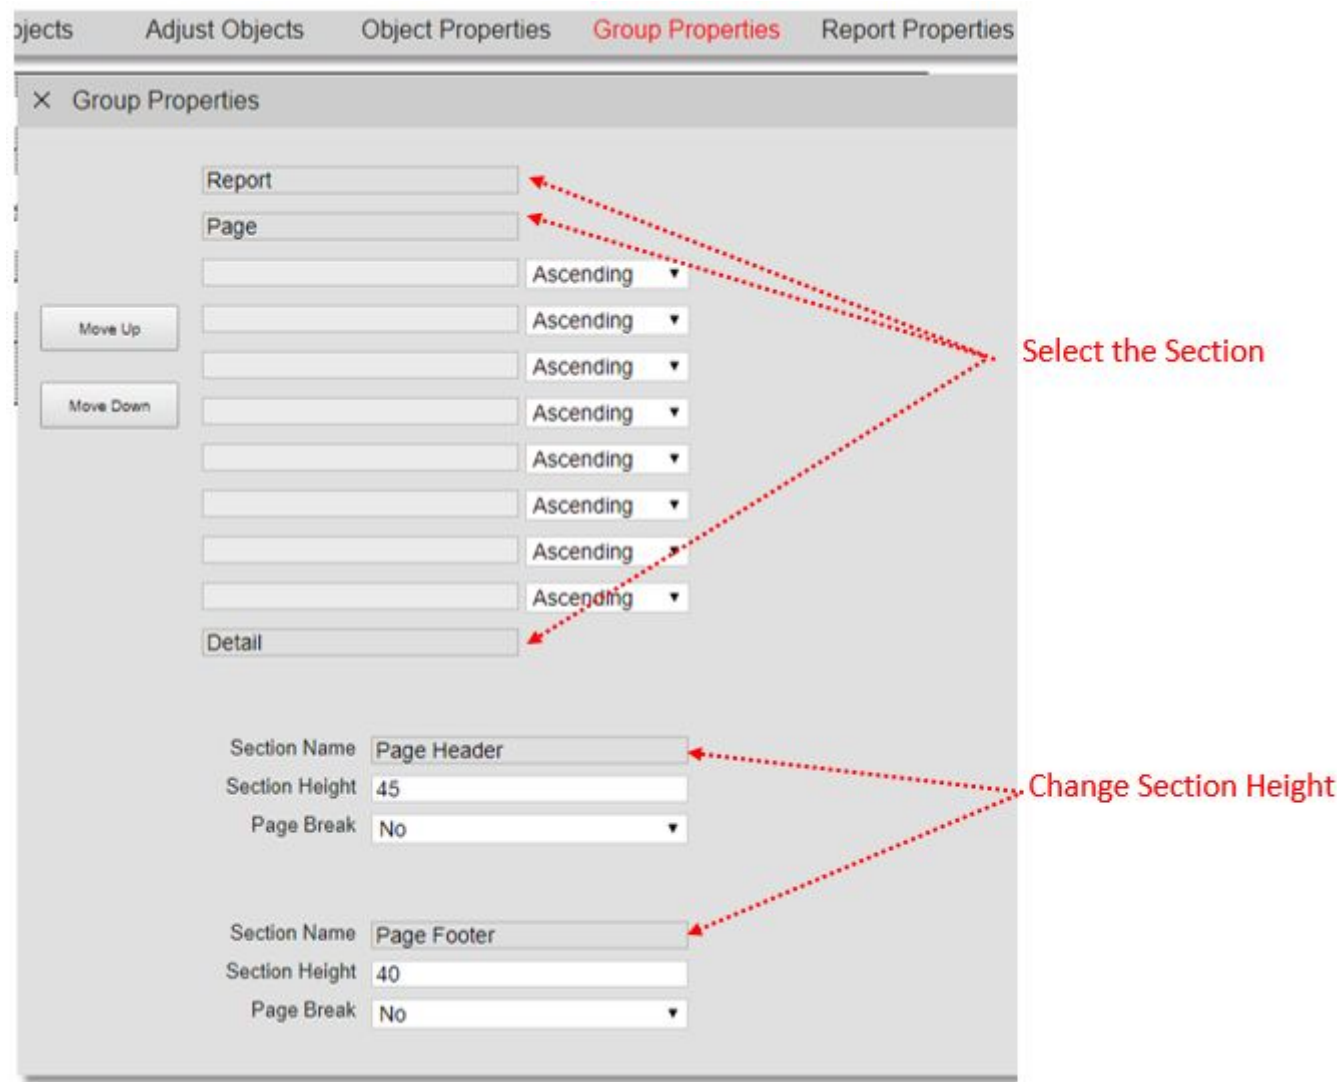 ojects Adjust Objects Object Properties Group Properties Report Properties
× Group Properties
Report
Page
Ascending
Ascending
Move Up
Select the Section
Ascending
Move Down
Ascending
Ascending
Ascending
Ascending
Ascending
Detail
Section Name Page Header
Section Height 45
Change Section Height
Page Break No
Section Name Page Footer
Section Height 40
Page Break No